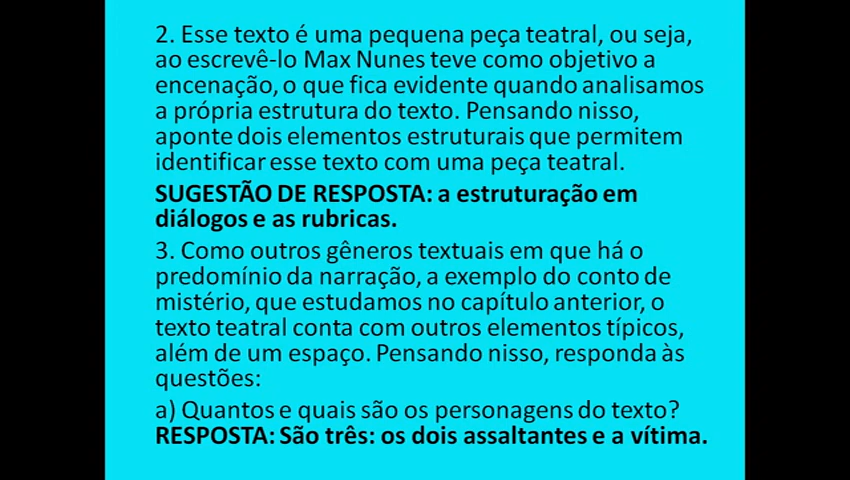 2. Esse texto é uma pequena peça teatral, ou seja,
ao escrevê-lo Max Nunes teve como objetivo a
encenação, o que fica evidente quando analisamos
a própria estrutura do texto. Pensando nisso,
aponte dois elementos estruturais que permitem
identificar esse texto com uma peça teatral.
SUGESTÃO DE RESPOSTA: a estruturação em
diálogos e as rubricas.
3. Como outros gêneros textuais em que há o
predomínio da narração, a exemplo do conto de
mistério, que estudamos no capítulo anterior, o
texto teatral conta com outros elementos típicos,
além de um espaço. Pensando nisso, responda às
questões:
a) Quantos e quais são os personagens do texto?
RESPOSTA: São três: os dois assaltantes e a vítima.